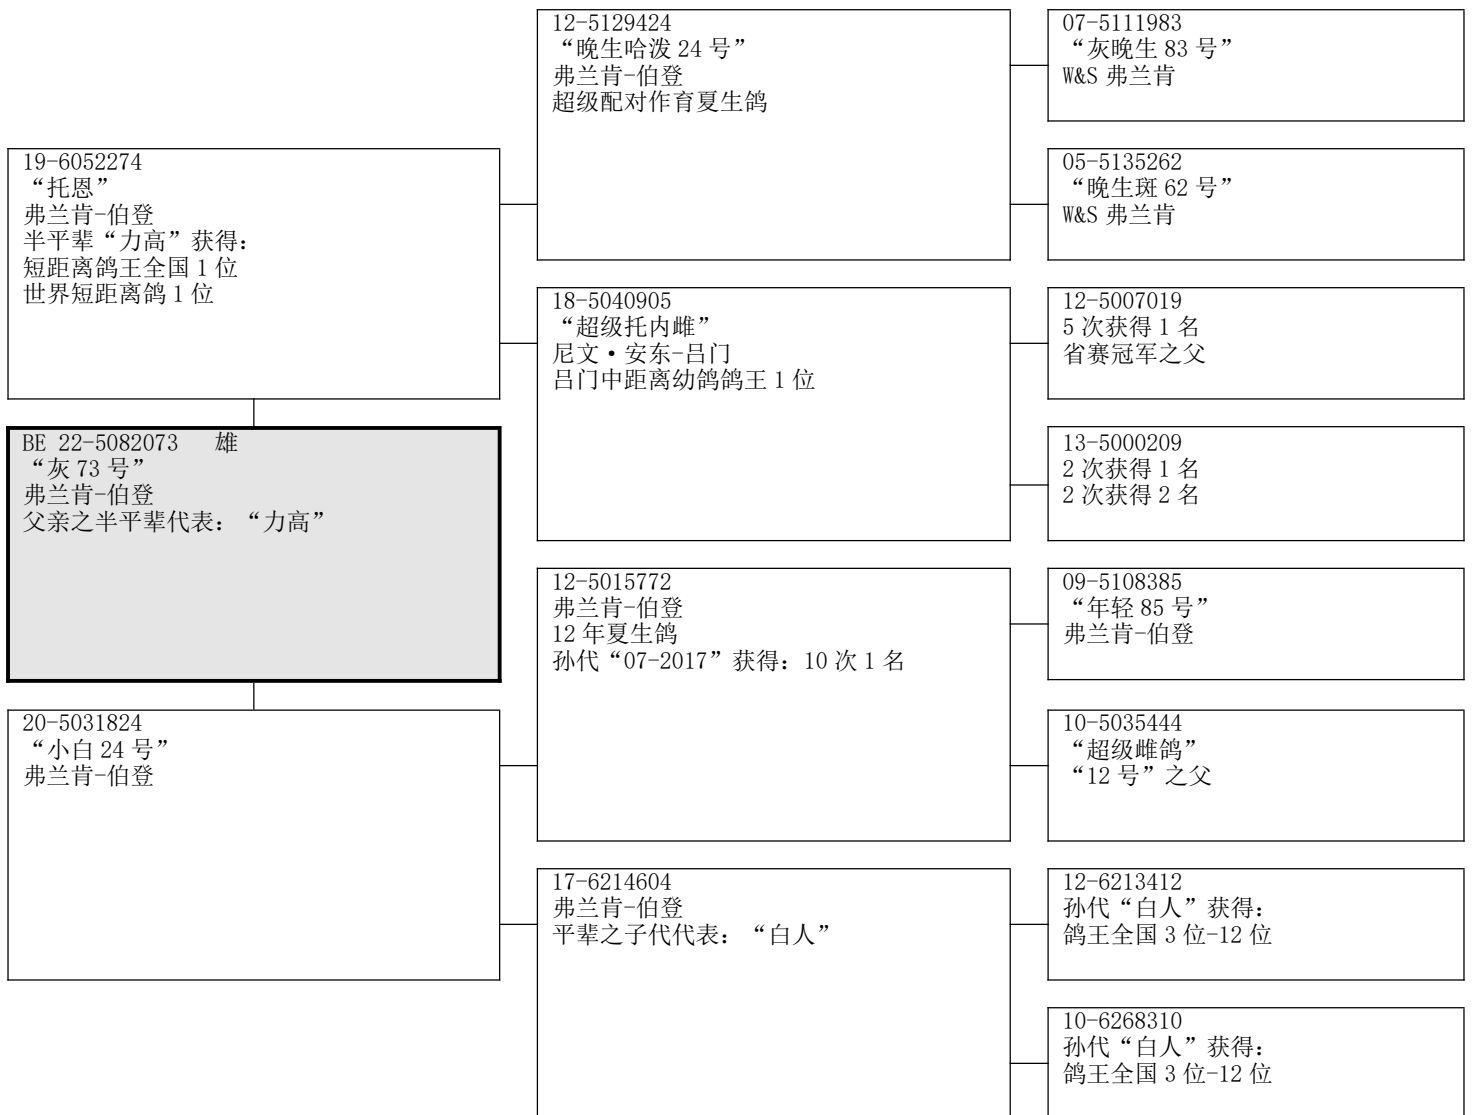 19-6052274
“托恩”
弗兰肯-伯登
半平辈“力高”获得：
短距离鸽王全国 1 位
世界短距离鸽 1 位
BE 22-5082073 雄
“灰 73 号”
弗兰肯-伯登
父亲之半平辈代表：“力高”
20-5031824
“小白 24 号”
弗兰肯-伯登
12-5129424
“晚生哈泼 24 号”
弗兰肯-伯登
超级配对作育夏生鸽
18-5040905
“超级托内雌”
尼文·安东-吕门
吕门中距离幼鸽鸽王 1 位
12-5015772
弗兰肯-伯登
12 年夏生鸽
孙代“07-2017”获得：10 次 1 名
17-6214604
弗兰肯-伯登
平辈之子代代表：“白人”
07-5111983
“灰晚生 83 号”
W&S 弗兰肯
05-5135262
“晚生斑 62 号”
W&S 弗兰肯
12-5007019
5 次获得 1 名
省赛冠军之父
13-5000209
2 次获得 1 名
2 次获得 2 名
09-5108385
“年轻 85 号”
弗兰肯-伯登
10-5035444
“超级雌鸽”
“12 号”之父
12-6213412
孙代“白人”获得：
鸽王全国 3 位-12 位
10-6268310
孙代“白人”获得：
鸽王全国 3 位-12 位